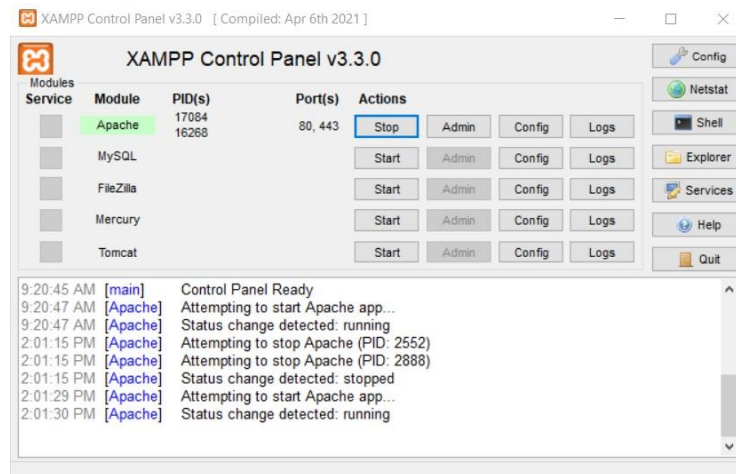 XAMPP Control Panel v3.3.0 [ Compiled: Apr 6th 2021 ]
XAMPP Control Panel v3.3.0
Config
Modules
Service Module PID(s) Port(s) Actions
Netstat
Apache 17084 16268 80, 443 Stop Admin Config Logs
Shell
MySQL Start Admin Config Logs
Explorer
FileZilla Start Admin Config Logs
Services
Mercury Start Admin Config Logs
Help
Tomcat Start Admin Config Logs
Quit
9:20:45 AM [main] Control Panel Ready
9:20:47 AM [Apache] Attempting to start Apache app...
9:20:47 AM [Apache] Status change detected: running
2:01:15 PM [Apache] Attempting to stop Apache (PID: 2552)
2:01:15 PM [Apache] Attempting to stop Apache (PID: 2888)
2:01:15 PM [Apache] Status change detected: stopped
2:01:29 PM [Apache] Attempting to start Apache app...
2:01:30 PM [Apache] Status change detected: running